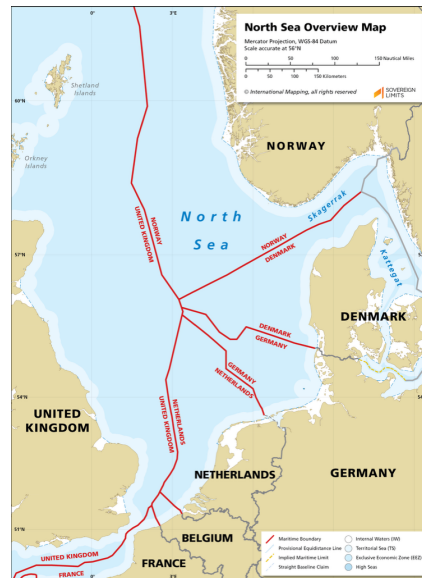 North Sea Overview Map
Mercator Projection, WGS-84 Datum
Scale accurate at 56°N
0 50 100 150 Nautical Miles
0 50 100 150 Kilometers
© International Mapping, all rights reserved
SOVEREIGN
LIMITS
0°
3°E
Shetland
Islands
60°N
Orkney
Islands
NORWAY
Skagerrak
North
Sea
NORWAY
UNITED KINGDOM
NORWAY
DENMARK
57°N
Kattegat
DENMARK
DENMARK
GERMANY
GERMANY
NETHERLANDS
NETHERLANDS
UNITED KINGDOM
54°N
UNITED
KINGDOM
NETHERLANDS
GERMANY
51°N
BELGIUM
UNITED KINGDOM
FRANCE
FRANCE
Maritime Boundary
Provisional Equidistance Line
Implied Maritime Limit
Straight Baseline Claim
Internal Waters (IW)
Territorial Sea (TS)
Exclusive Economic Zone (EEZ)
High Seas
0°
3°E